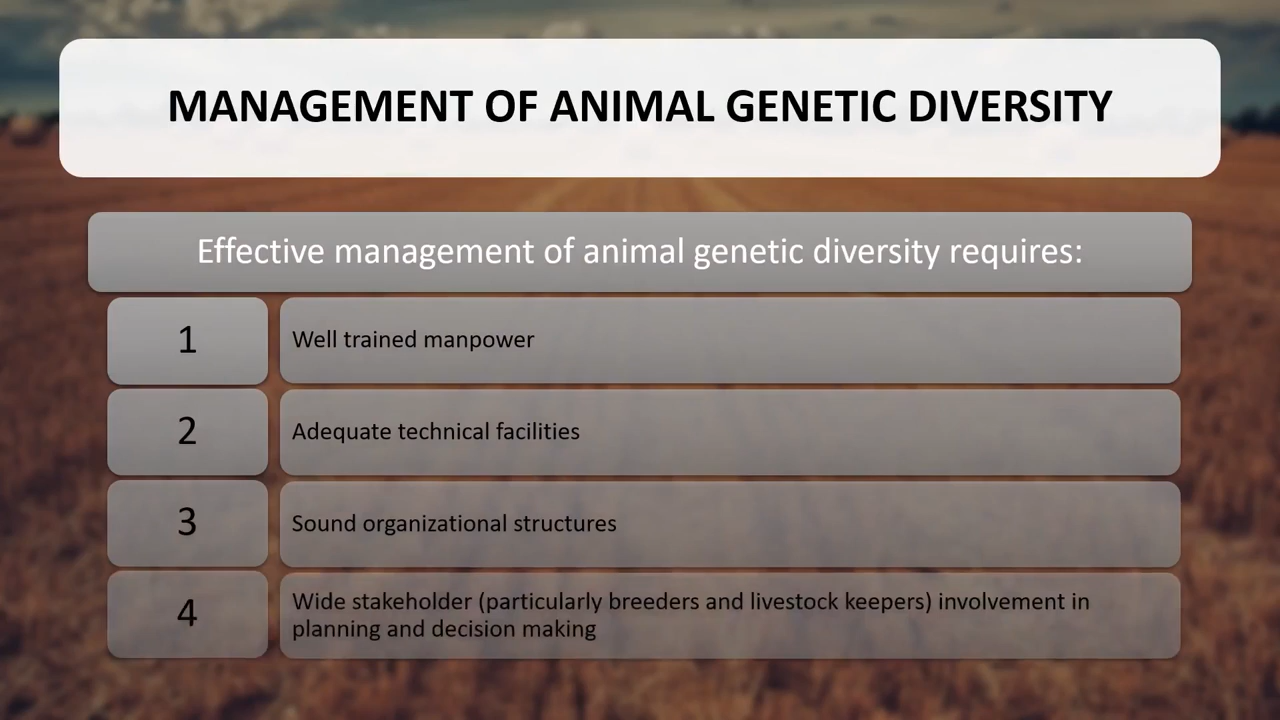 MANAGEMENT OF ANIMAL GENETIC DIVERSITY
Effective management of animal genetic diversity requires:
1
Well trained manpower
2
Adequate technical facilities
3
Sound organizational structures
4
Wide stakeholder (particularly breeders and livestock keepers) involvement in
planning and decision making